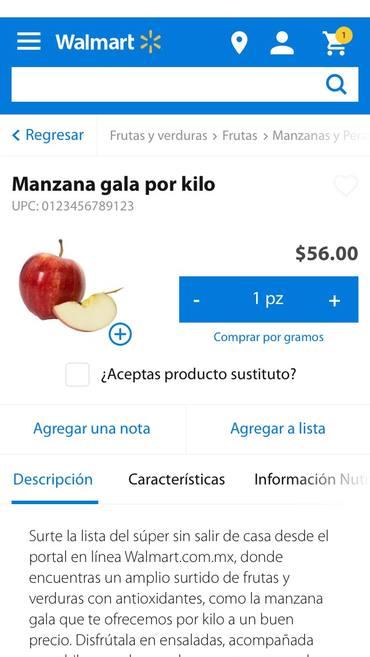 Walmart
1
Regresar
Frutas y verduras > Frutas > Manzanas y Pera
Manzana gala por kilo
UPC: 0123456789123
$56.00
- 1 pz +
Comprar por gramos
¿Aceptas producto sustituto?
Agregar una nota
Agregar a lista
Descripción
Características
Información Nut
Surte la lista del súper sin salir de casa desde el
portal en línea Walmart.com.mx, donde
encuentras un amplio surtido de frutas y
verduras con antioxidantes, como la manzana
gala que te ofrecemos por kilo a un buen
precio. Disfrútala en ensaladas, acompañada